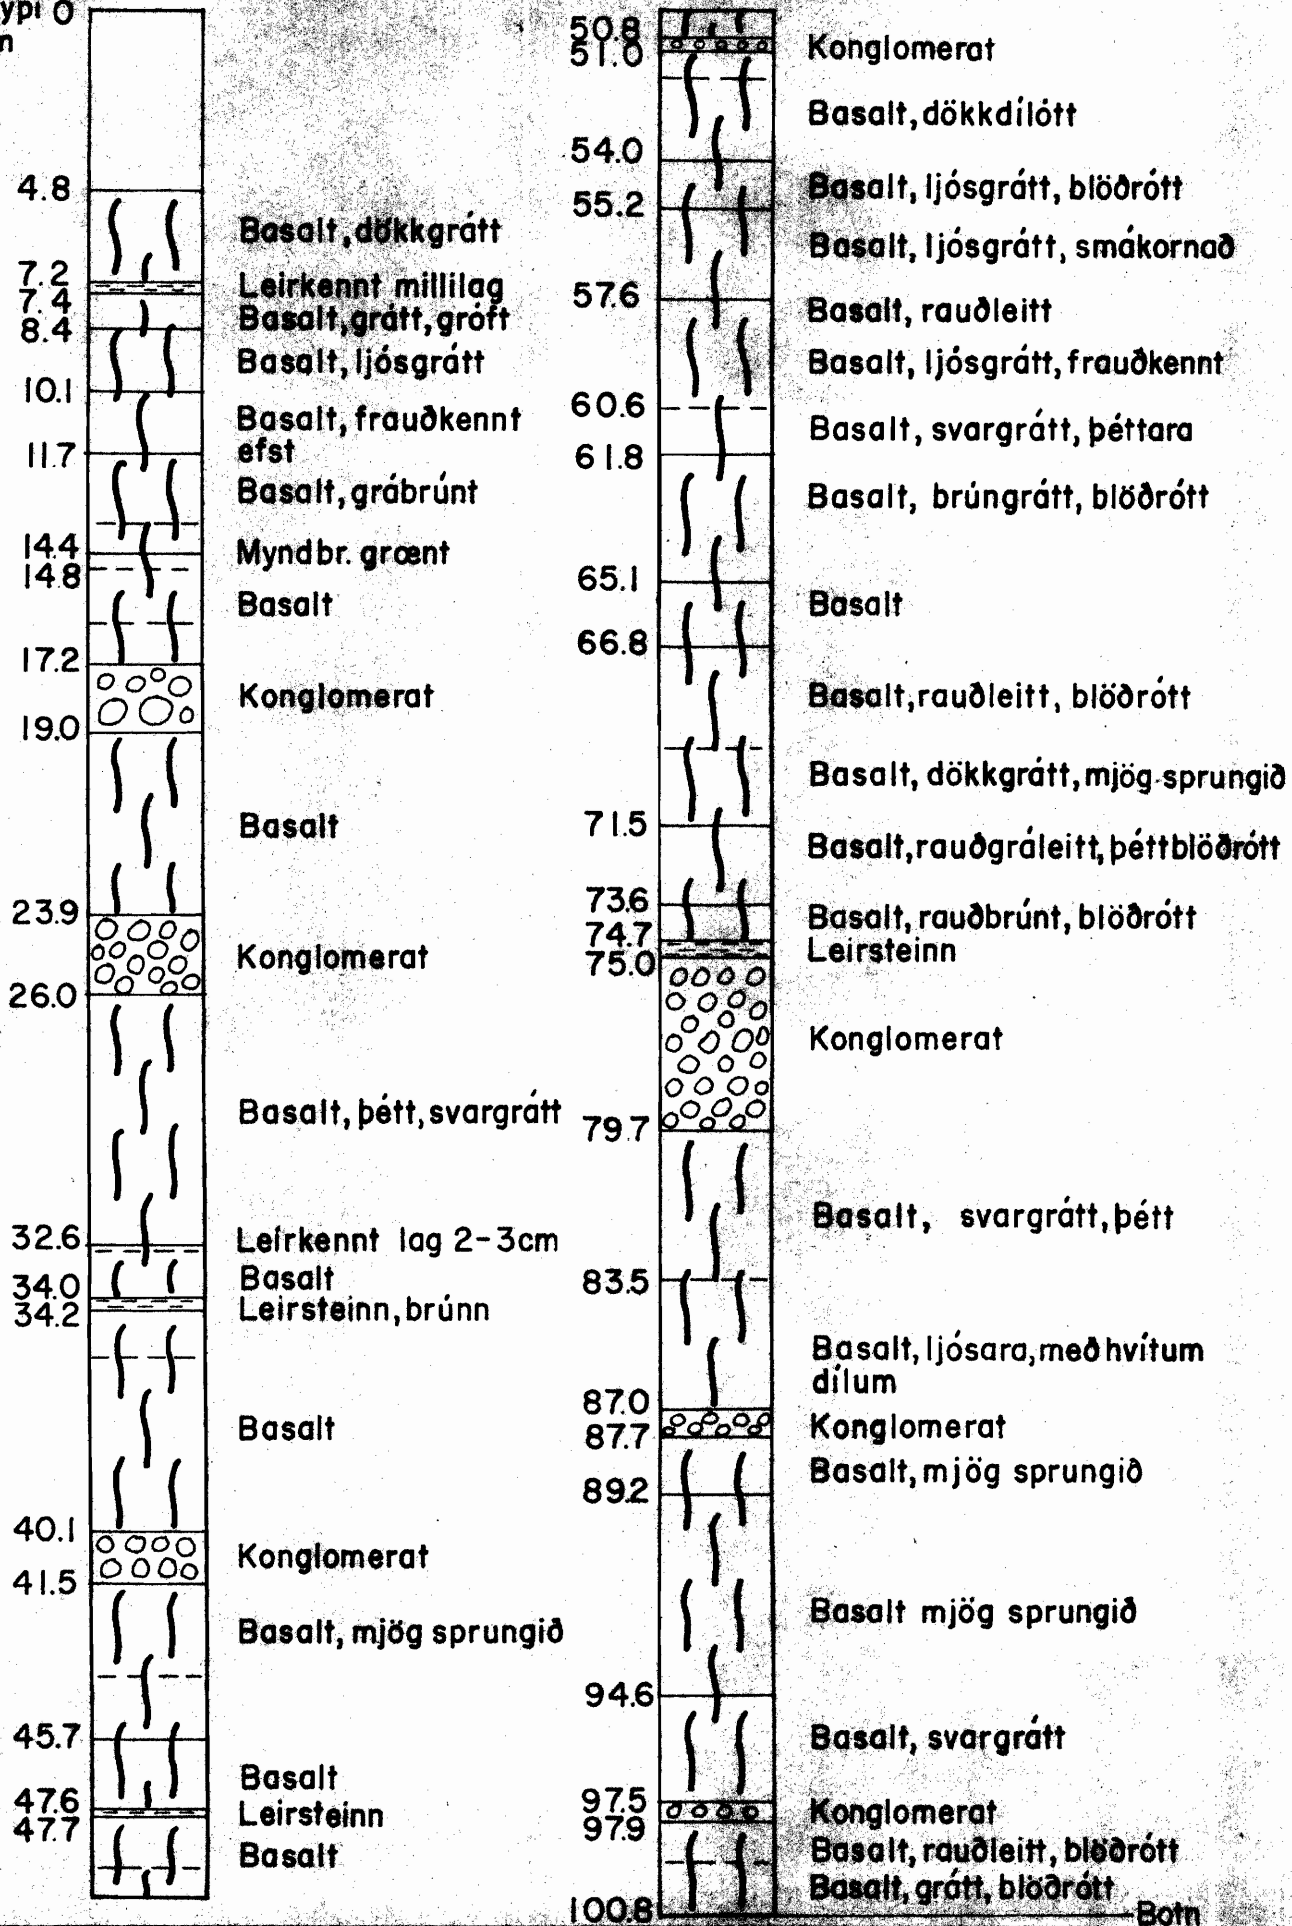 ypi 0
n
4.8
Basalt, dökkgrátt
7.2
Leirkennt millilag
7.4
Basalt, grátt, gróft
8.4
Basalt, ljósgrátt
10.1
Basalt, frauðkennt
efst
11.7
Basalt, grábrúnt
14.4
Myndbr. grœnt
14.8
Basalt
17.2
Konglomerat
19.0
Basalt
23.9
Konglomerat
26.0
Basalt, þétt, svargrátt
32.6
Leirkennt lag 2-3cm
Basalt
34.0
Leirsteinn, brúnn
34.2
Basalt
40.1
Konglomerat
41.5
Basalt, mjög sprungið
45.7
Basalt
47.6
Leirsteinn
47.7
Basalt
50.8
Konglomerat
51.0
Basalt, dökkdílótt
54.0
Basalt, ljósgrátt, blöðrótt
55.2
Basalt, ljósgrátt, smákornað
57.6
Basalt, rauðleitt
Basalt, ljósgrátt, frauðkennt
60.6
Basalt, svargrátt, þéttara
61.8
Basalt, brúngrátt, blöðrótt
65.1
Basalt
66.8
Basalt, rauðleitt, blöðrótt
Basalt, dökkgrátt, mjög sprungið
71.5
Basalt, rauðgráleitt, þéttblöðrótt
73.6
Basalt, rauðbrúnt, blöðrótt
74.7
Leirsteinn
75.0
Konglomerat
79.7
Basalt, svargrátt, þétt
83.5
Basalt, ljósara, með hvítum
dílum
87.0
Konglomerat
87.7
Basalt, mjög sprungið
89.2
Basalt mjög sprungið
94.6
Basalt, svargrátt
97.5
Konglomerat
97.9
Basalt, rauðleitt, blöðrótt
Basalt, grátt, blöðrótt
100.8
Botn